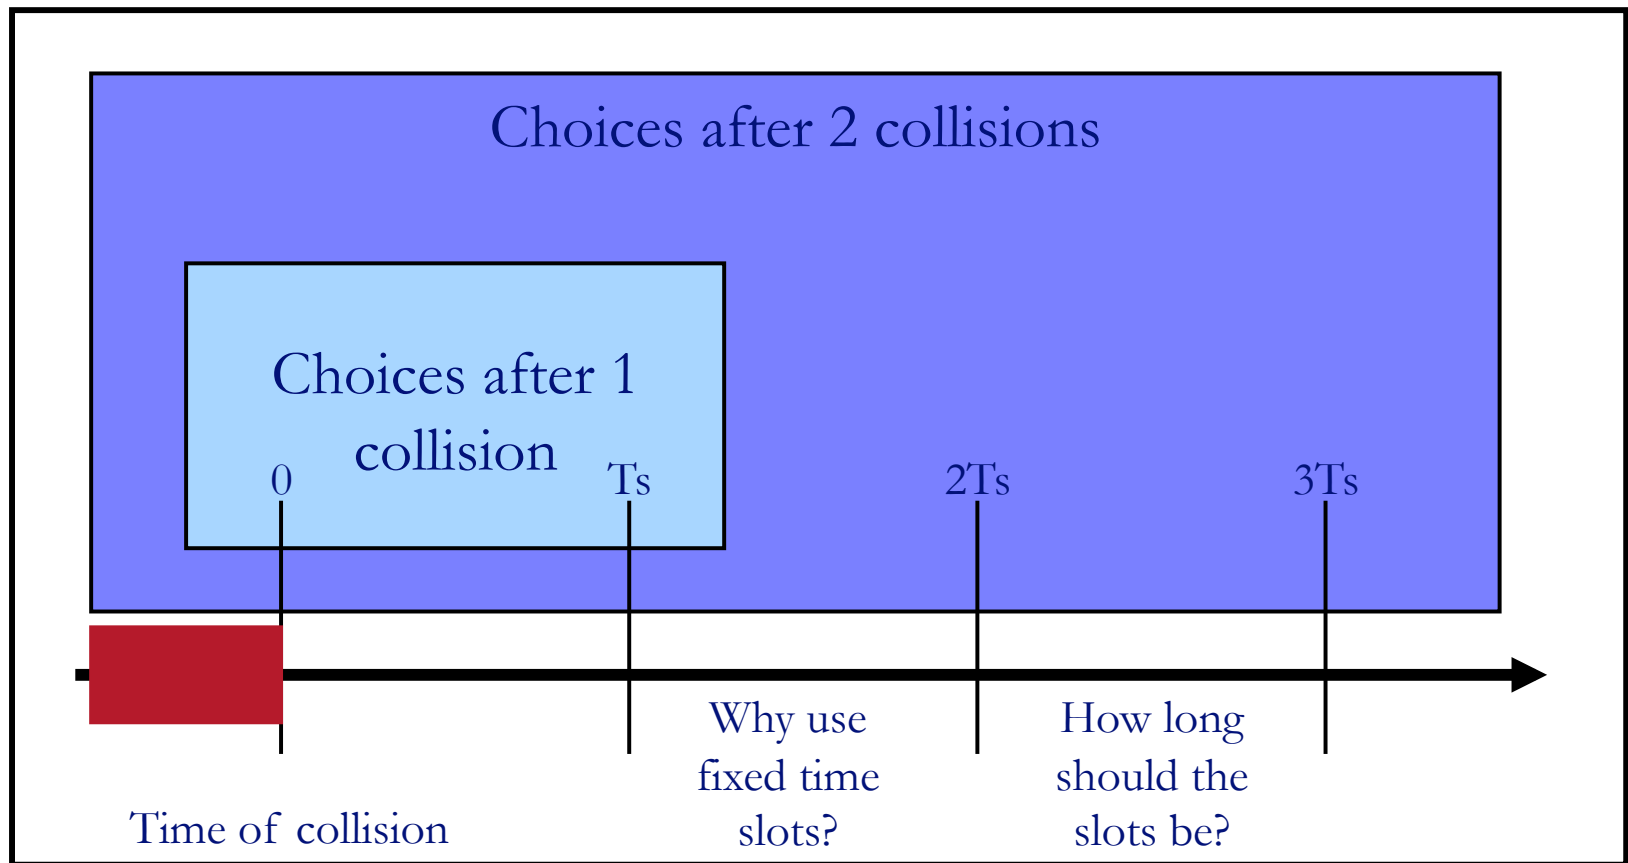 Choices after 2 collisions
Choices after 1
collision
0
Ts
2Ts
3Ts
Why use
fixed time
slots?
How long
should the
slots be?
Time of collision